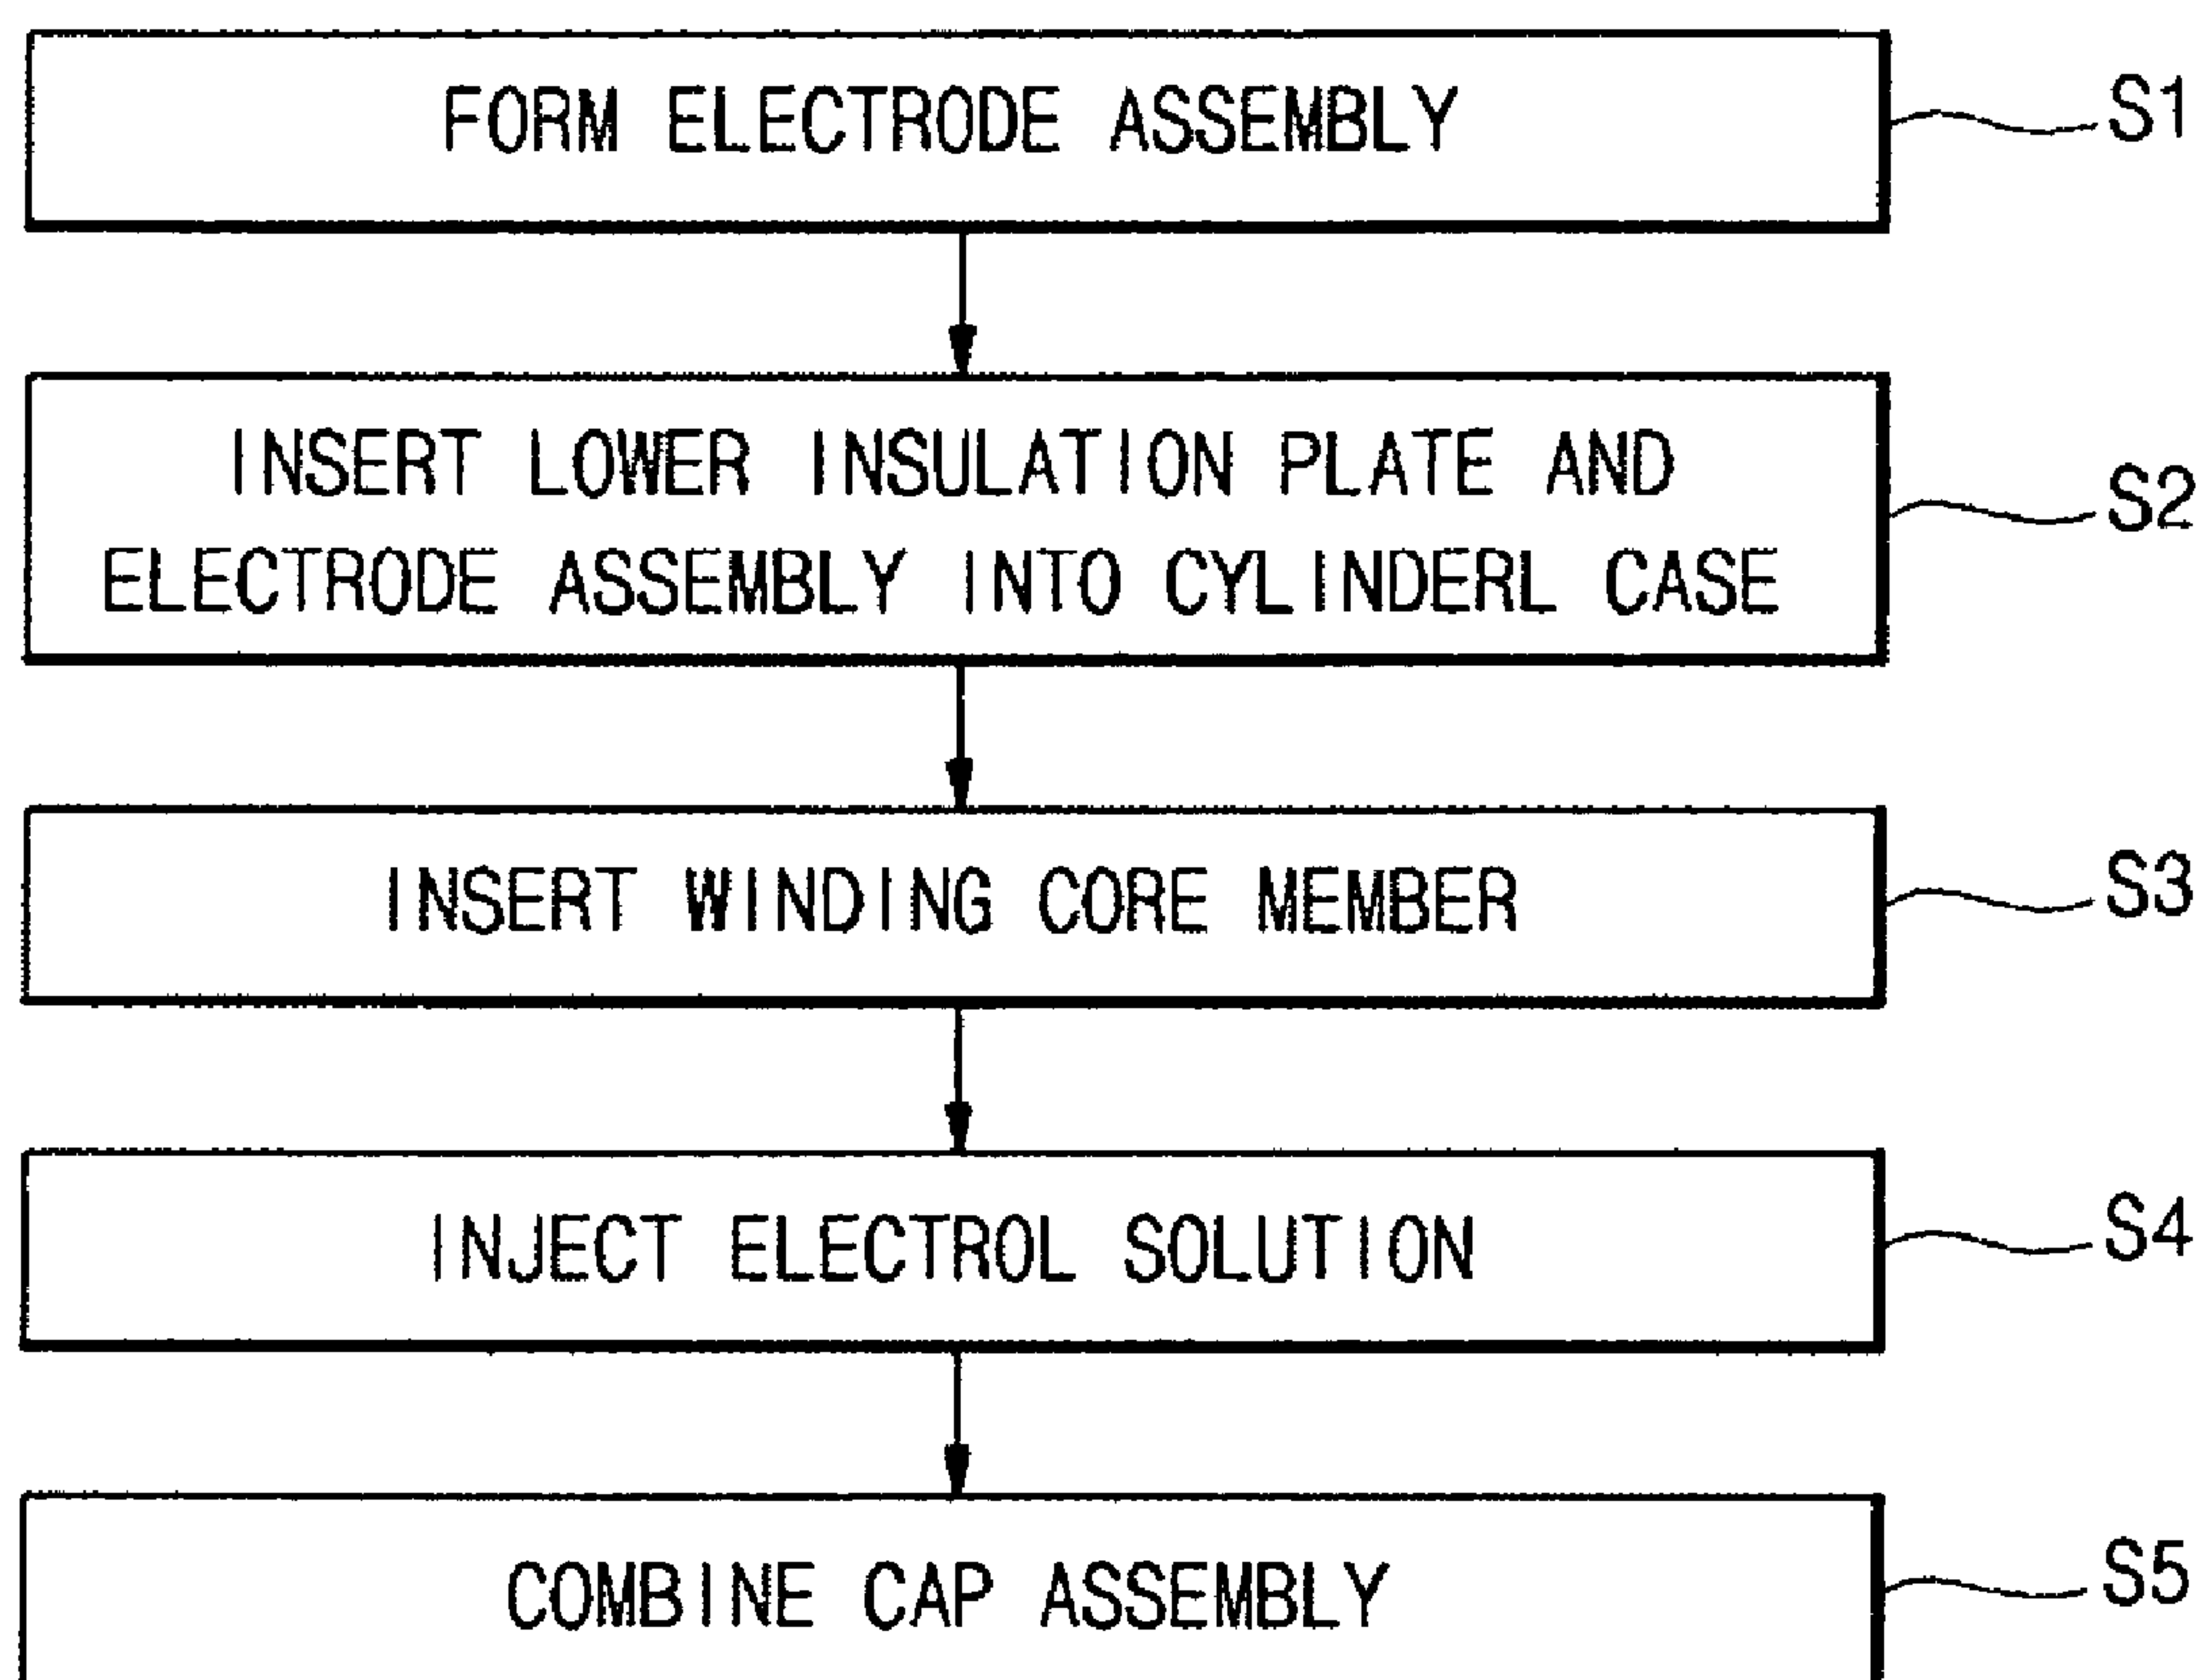 FORM ELECTRODE ASSEMBLY S1
INSERT LOWER INSULATION PLATE AND
ELECTRODE ASSEMBLY INTO CYLINDERL CASE
S2
INSERT WINDING CORE MEMBER S3
INJECT ELECTROL SOLUTION S4
COMBINE CAP ASSEMBLY S5